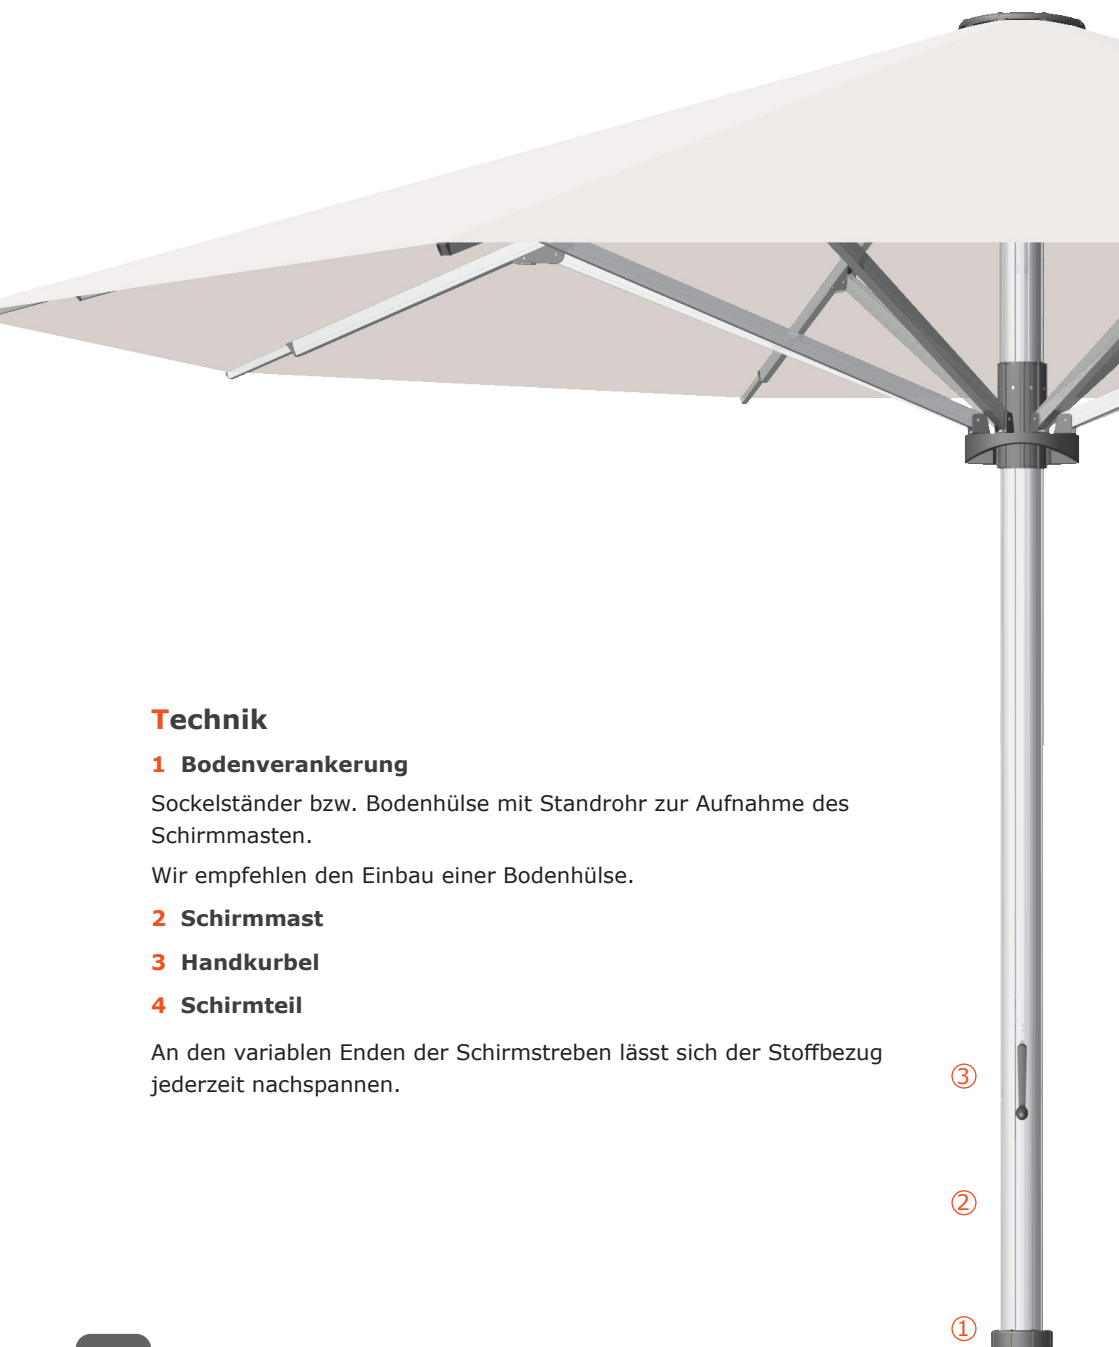 Technik
1 Bodenverankerung
Sockelständer bzw. Bodenhülse mit Standrohr zur Aufnahme des
Schirmmasten.
Wir empfehlen den Einbau einer Bodenhülse.
2 Schirmmast
3 Handkurbel
4 Schirmteil
An den variablen Enden der Schirmstreben lässt sich der Stoffbezug
jederzeit nachspannen.
③
②
①